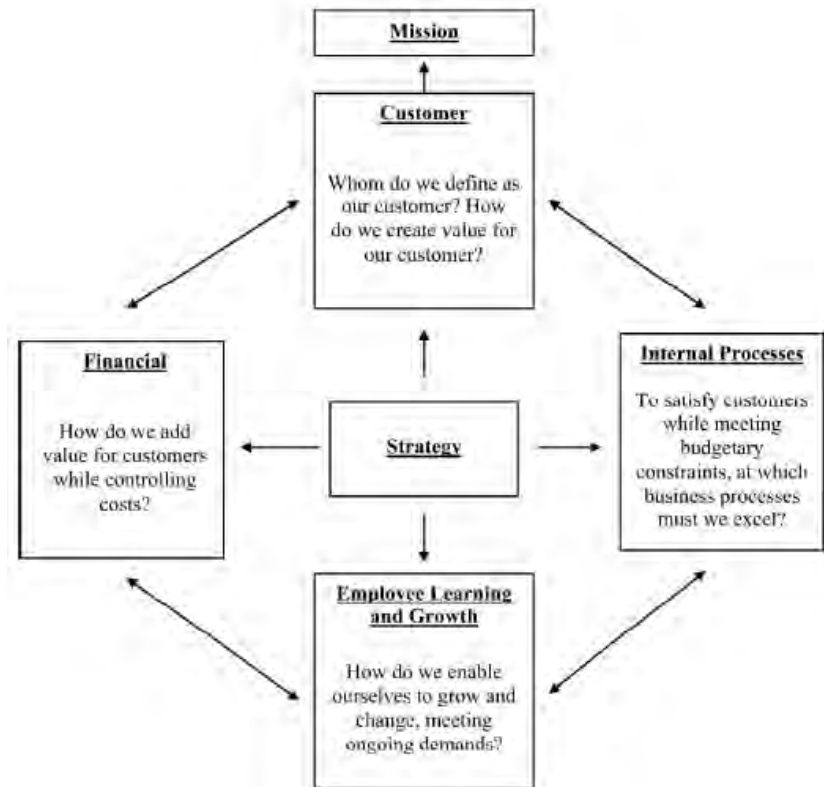 Mission
Customer
Whom do we define as
our customer? How
do we create value for
our customer?
Financial
How do we add
value for customers
while controlling
costs?
Strategy
Internal Processes
To satisfy customers
while meeting
budgetary
constraints, at which
business processes
must we excel?
Employee Learning
and Growth
How do we enable
ourselves to grow and
change, meeting
ongoing demands?